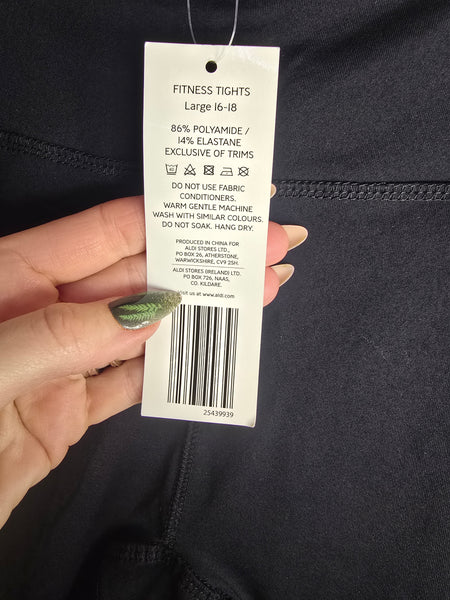 FITNESS TIGHTS
Large 16-18
86% POLYAMIDE /
14% ELASTANE
EXCLUSIVE OF TRIMS
DO NOT USE FABRIC
CONDITIONERS.
WARM GENTLE MACHINE
WASH WITH SIMILAR COLOURS.
DO NOT SOAK. HANG DRY.
PRODUCED IN CHINA FOR
ALDI STORES LTD.,
PO BOX 26, ATHERSTONE,
WARWICKSHIRE, CV9 2SH.
ALDI STORES (IRELAND) LTD.
PO BOX 726, NAAS,
CO. KILDARE.
us at www.aldi.com
25439939